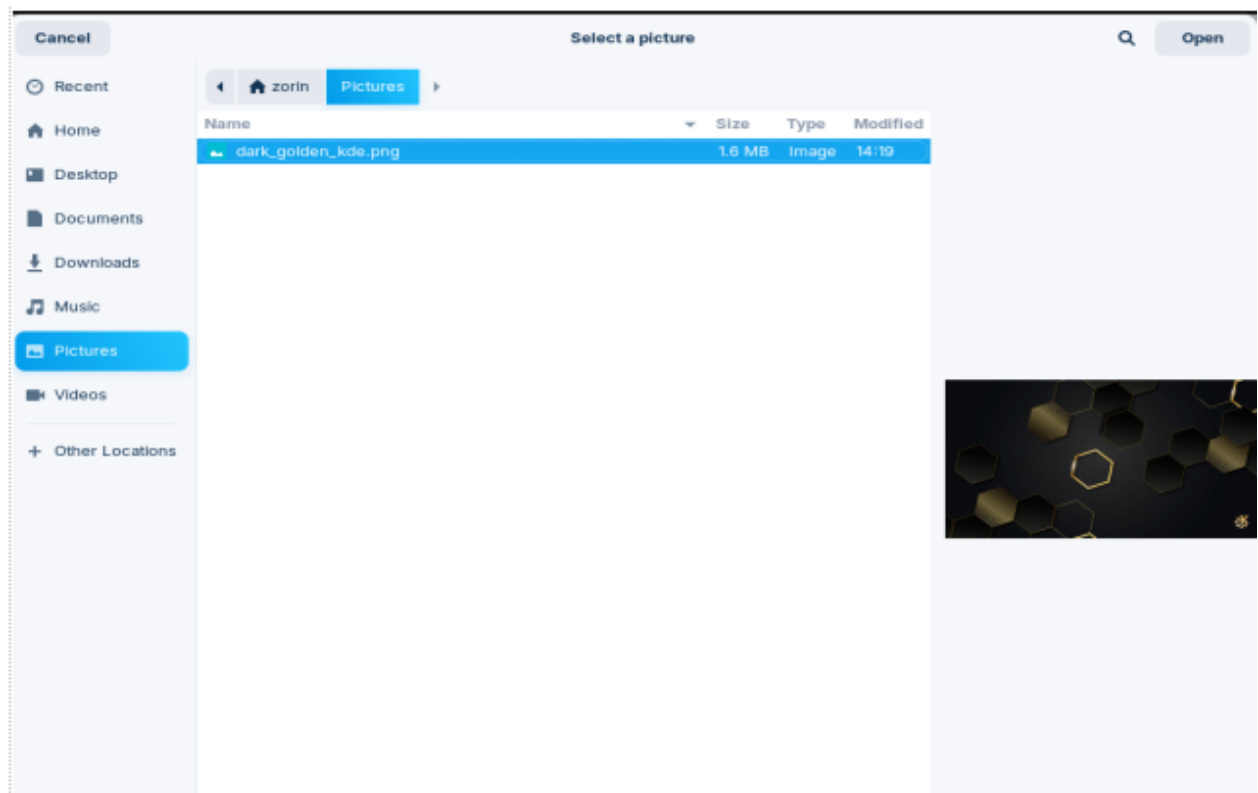 Cancel
Select a picture
Open
Recent
Home
Desktop
Documents
Downloads
Music
Pictures
Videos
Other Locations
zorin Pictures
Name Size Type Modified
dark_golden_kde.png 1.6 MB Image 14:19